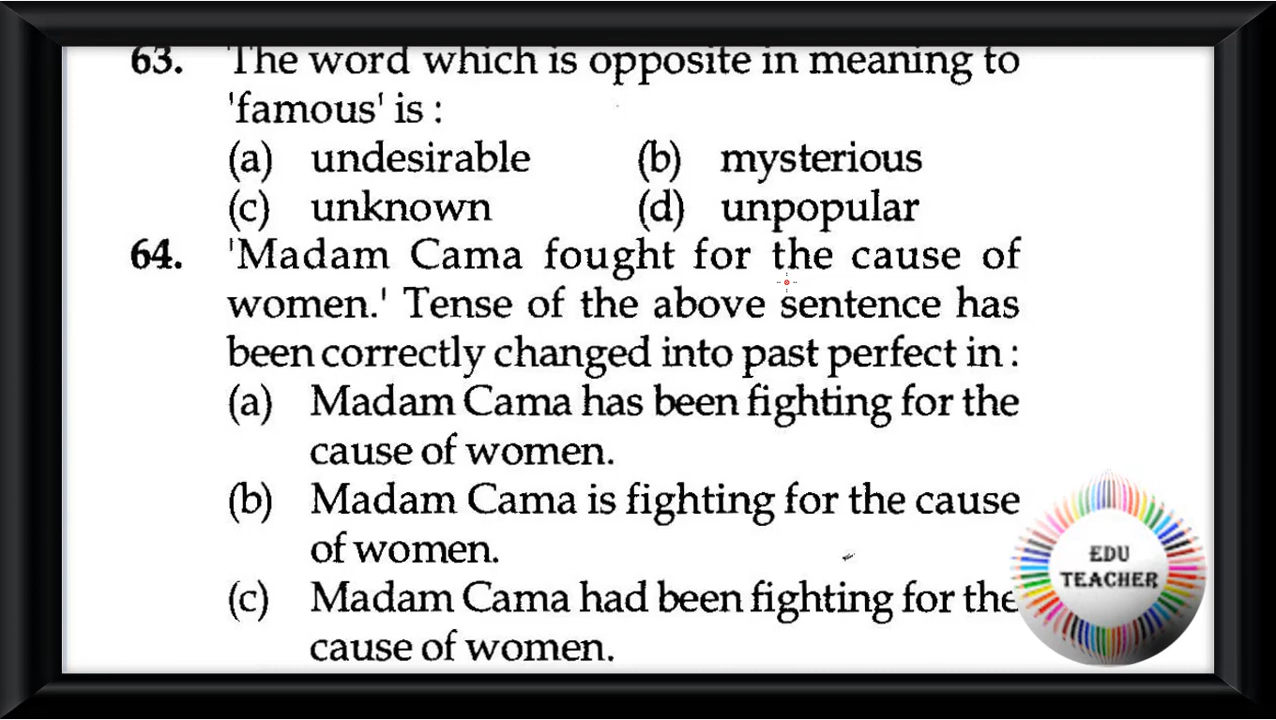 63. The word which is opposite in meaning to
'famous' is :
(a) undesirable (b) mysterious
(c) unknown (d) unpopular
64. 'Madam Cama fought for the cause of
women.' Tense of the above sentence has
been correctly changed into past perfect in :
(a) Madam Cama has been fighting for the
cause of women.
(b) Madam Cama is fighting for the cause
of women.
(c) Madam Cama had been fighting for the
cause of women.
EDU
TEACHER